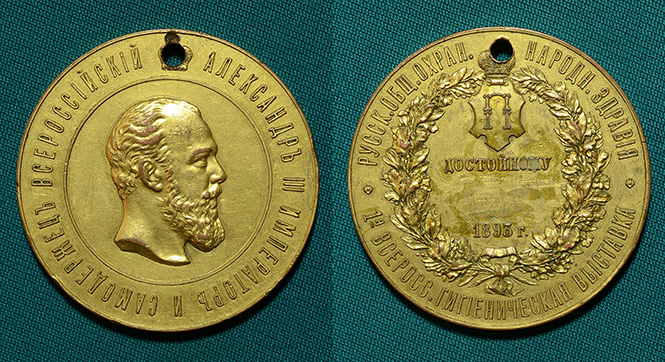 АЛЕКСАНДРЪ III ИМПЕРАТОРЪ И САМОДЕРЖЕЦЪ ВСЕРОССІЙСКІЙ
РУССК. ОБЩ. ОХРАН. НАРОДН. ЗДРАВІЯ
П
ДОСТОЙНОМУ
1893 г.
1я ВСЕРОСС. ГИГІЕНИЧЕСКАЯ ВЫСТАВКА